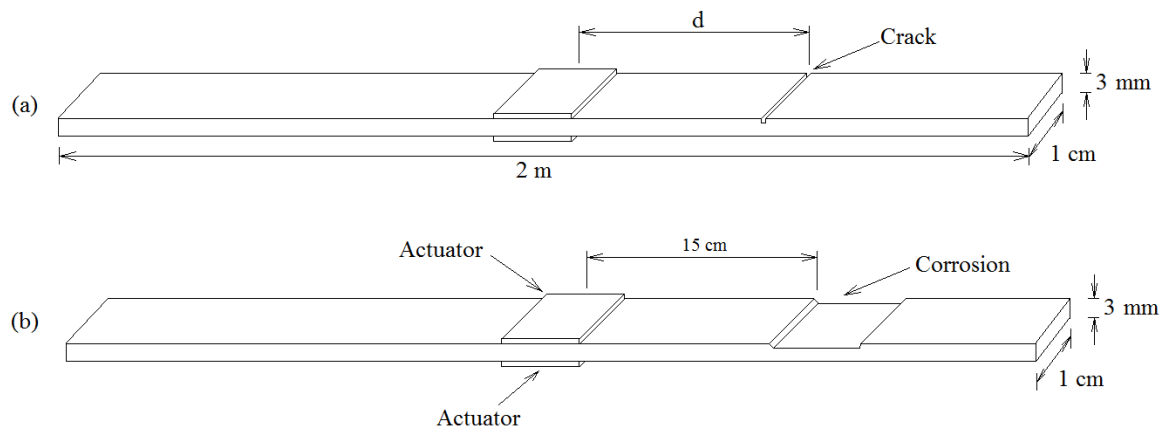 d
Crack
(a)
3 mm
1 cm
2 m
Actuator
15 cm
Corrosion
(b)
3 mm
1 cm
Actuator